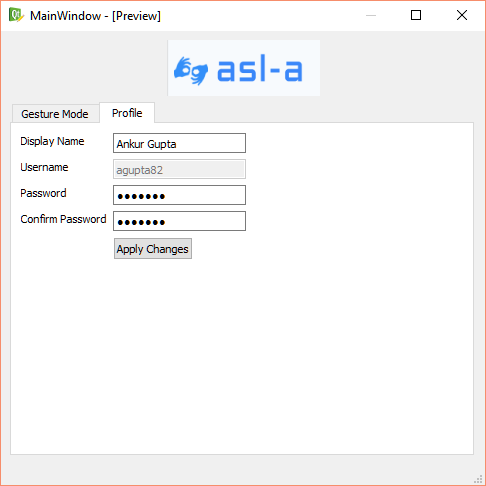 MainWindow - [Preview]
asl-a
Gesture Mode Profile
Display Name Ankur Gupta
Username agupta82
Password •••••••
Confirm Password •••••••
Apply Changes